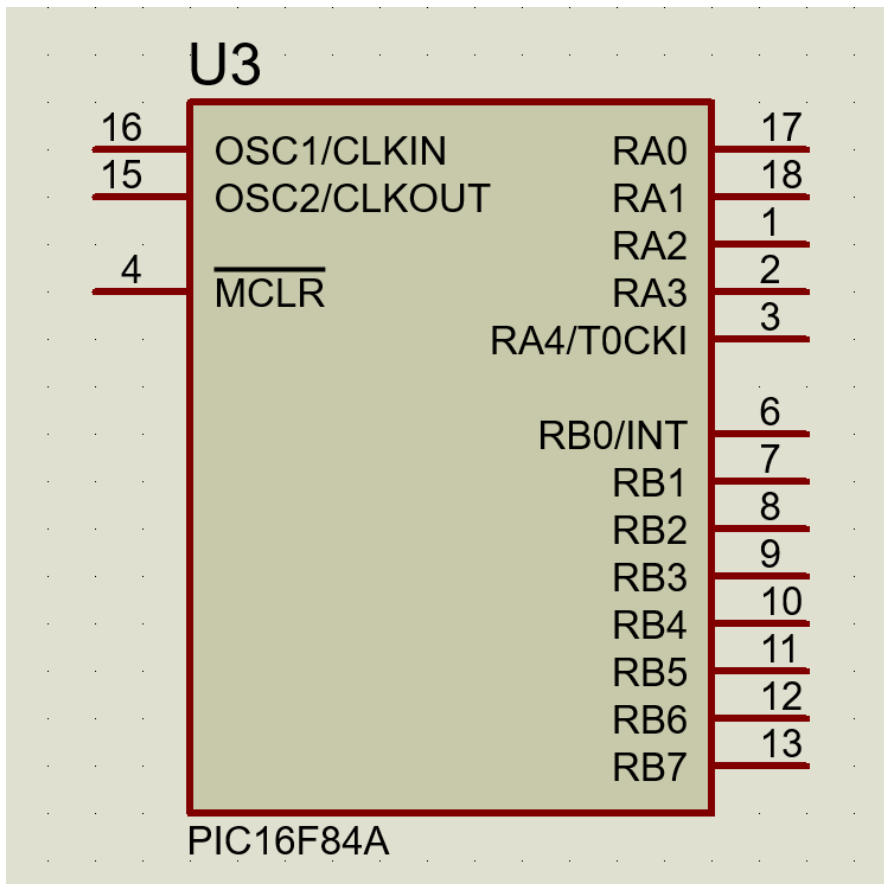 U3
16 OSC1/CLKIN RA0 17
15 OSC2/CLKOUT RA1 18
RA2 1
4 MCLR RA3 2
RA4/T0CKI 3
RB0/INT 6
RB1 7
RB2 8
RB3 9
RB4 10
RB5 11
RB6 12
RB7 13
PIC16F84A